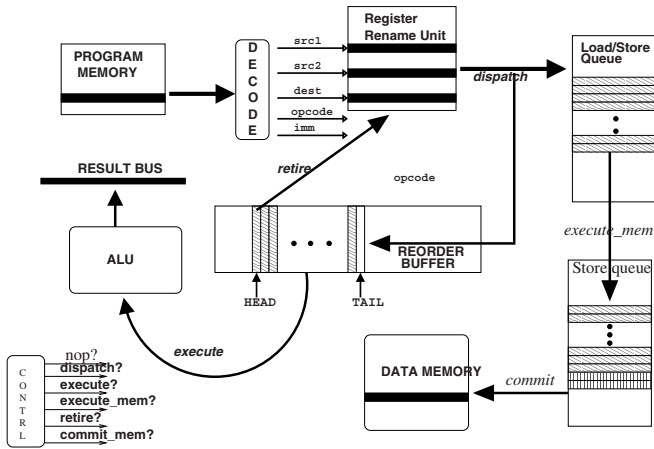 Register
Rename Unit
Load/Store
Queue
PROGRAM
MEMORY
D
E
C
O
D
E
src1
src2
dest
opcode
imm
dispatch
retire
opcode
RESULT BUS
execute_mem
ALU
REORDER
BUFFER
Store queue
HEAD
TAIL
execute
DATA MEMORY
commit
C
O
N
T
R
L
nop?
dispatch?
execute?
execute_mem?
retire?
commit_mem?